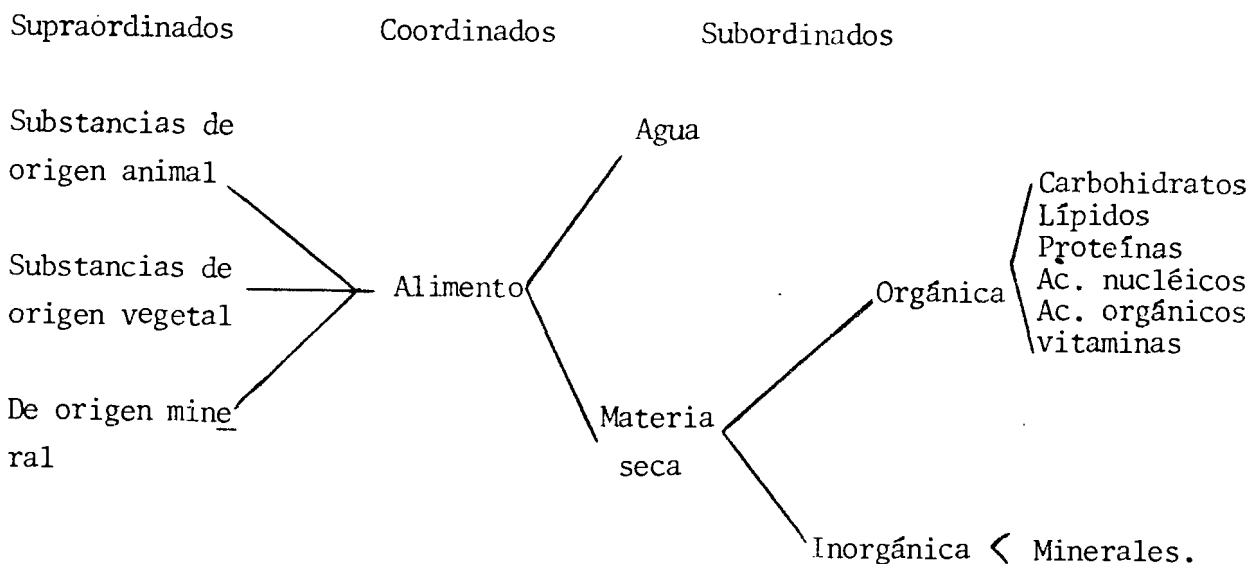 Supraordinados Coordinados Subordinados
Substancias de
origen animal
Substancias de
origen vegetal
De origen mine
ral
Alimento
Agua
Materia
seca
Orgánica
Carbohidratos
Lípidos
Proteínas
Ac. nucléicos
Ac. orgánicos
vitaminas
Inorgánica < Minerales.